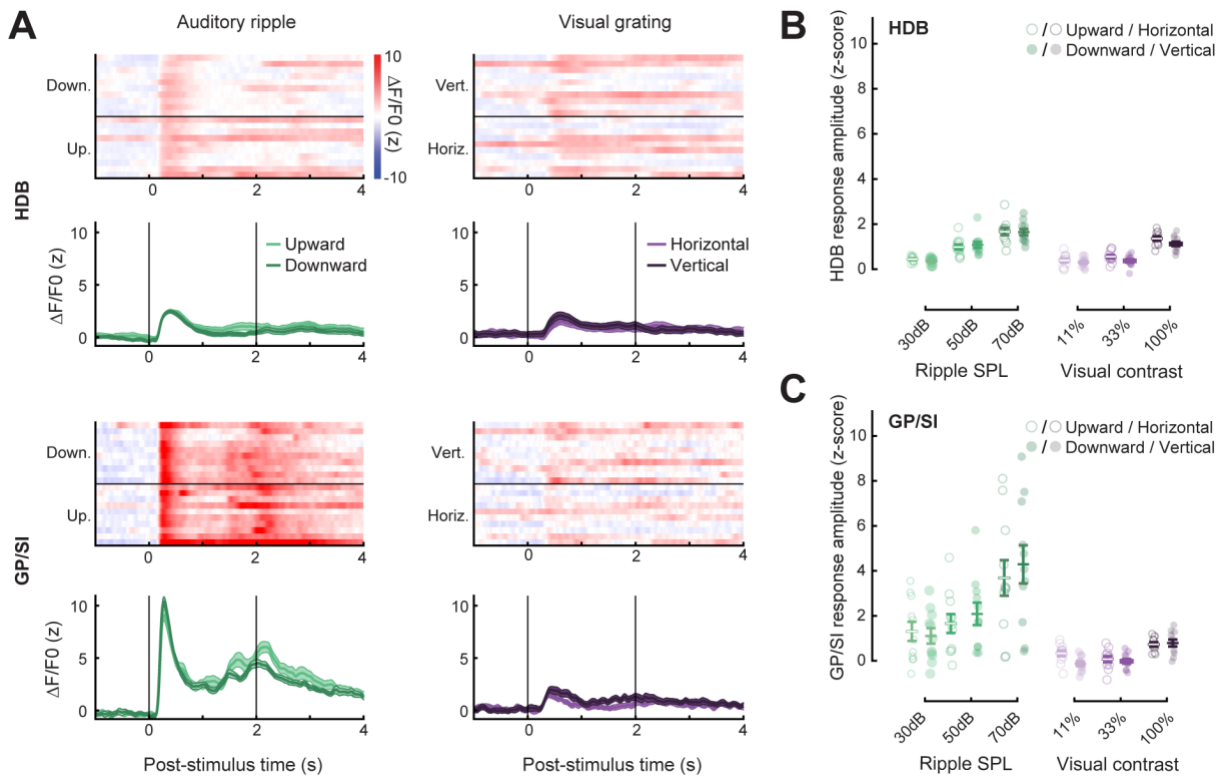 A
Auditory ripple
Visual grating
HDB
Down.
Up.
10
ΔF/F0 (z)
-10
0 2 4
Vert.
Horiz.
0 2 4
ΔF/F0 (z)
10
5
0
Upward
Downward
0 2 4
10
5
0
Horizontal
Vertical
0 2 4
GP/SI
Down.
Up.
0 2 4
Vert.
Horiz.
0 2 4
ΔF/F0 (z)
10
5
0
0 2 4
Post-stimulus time (s)
10
5
0
0 2 4
Post-stimulus time (s)
B
HDB
/ Upward / Horizontal
/ Downward / Vertical
HDB response amplitude (z-score)
10
8
6
4
2
0
30dB 50dB 70dB 11% 33% 100%
Ripple SPL Visual contrast
C
GP/SI
/ Upward / Horizontal
/ Downward / Vertical
GP/SI response amplitude (z-score)
10
8
6
4
2
0
30dB 50dB 70dB 11% 33% 100%
Ripple SPL Visual contrast